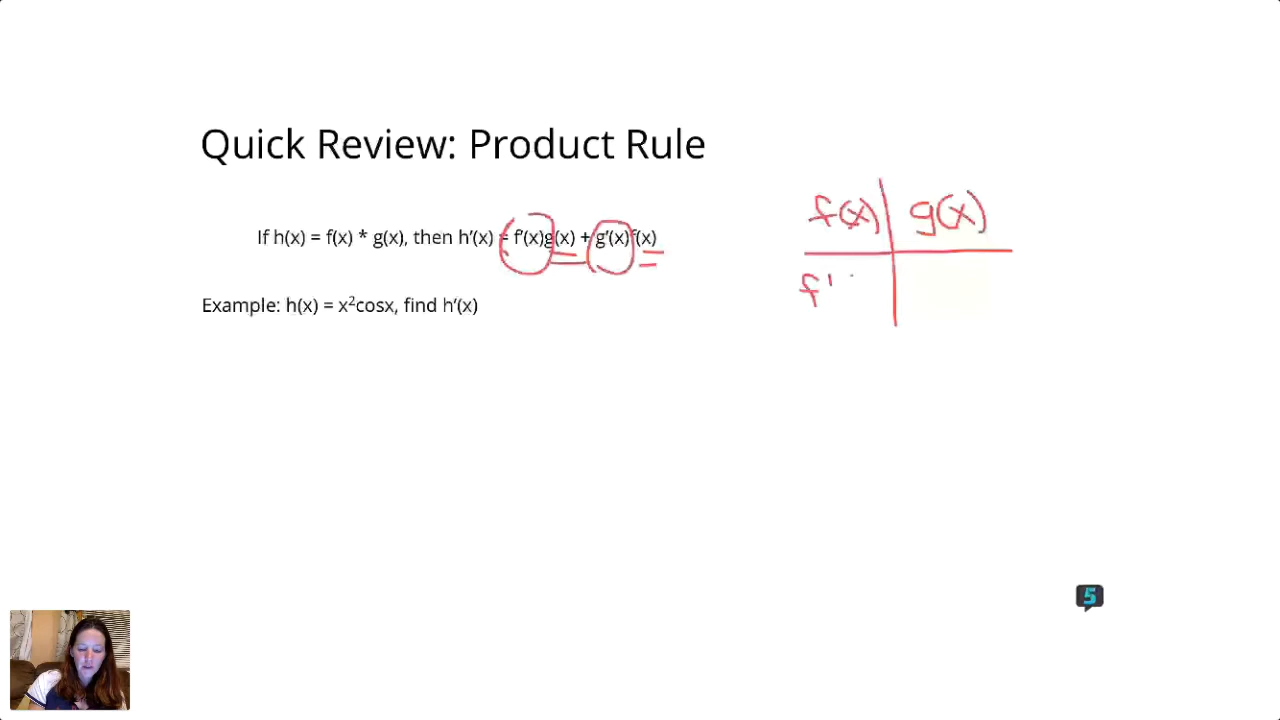 Quick Review: Product Rule
If h(x) = f(x) * g(x), then h’(x) = f’(x)g(x) + g’(x)f(x)
Example: h(x) = x²cosx, find h’(x)
f(x) g(x)
f'
5